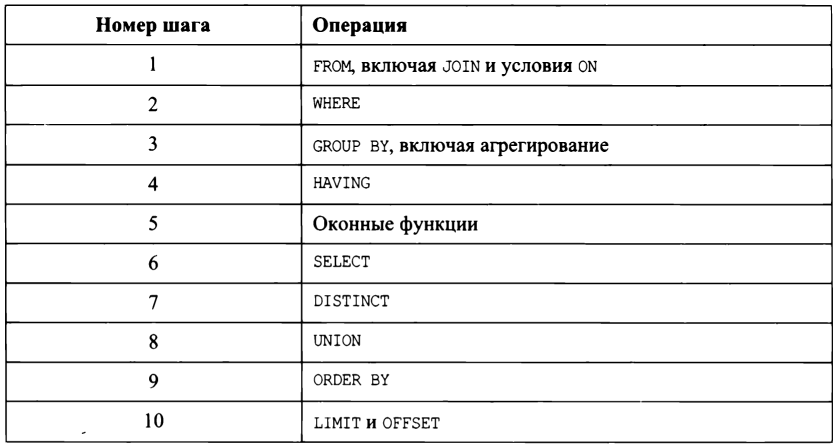 Номер шага Операция
1 FROM, включая JOIN и условия ON
2 WHERE
3 GROUP BY, включая агрегирование
4 HAVING
5 Оконные функции
6 SELECT
7 DISTINCT
8 UNION
9 ORDER BY
10 LIMIT и OFFSET